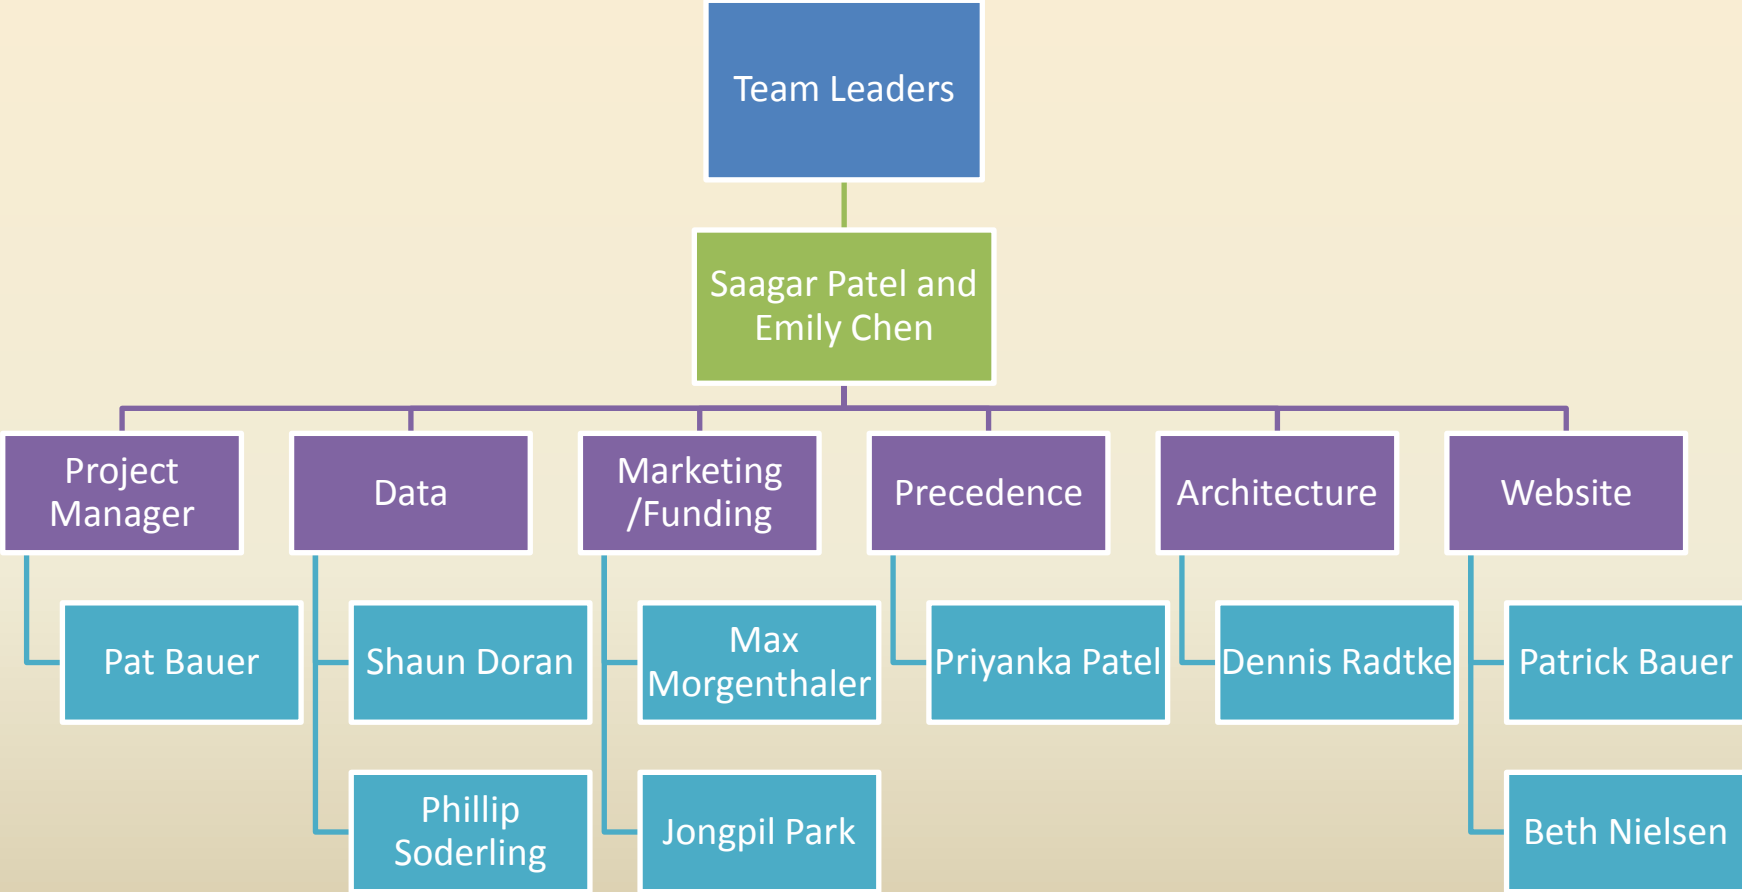 Team Leaders
Saagar Patel and
Emily Chen
Project
Manager
Data
Marketing
/Funding
Precedence
Architecture
Website
Pat Bauer
Shaun Doran
Max
Morgenthaler
Priyanka Patel
Dennis Radtke
Patrick Bauer
Phillip
Soderling
Jongpil Park
Beth Nielsen